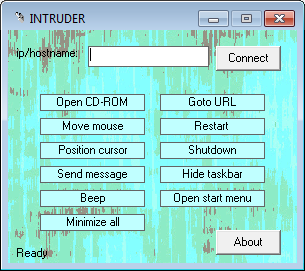 INTRUDER
ip/hostname:
Connect
Open CD-ROM
Goto URL
Move mouse
Restart
Position cursor
Shutdown
Send message
Hide taskbar
Beep
Open start menu
Minimize all
About
Ready